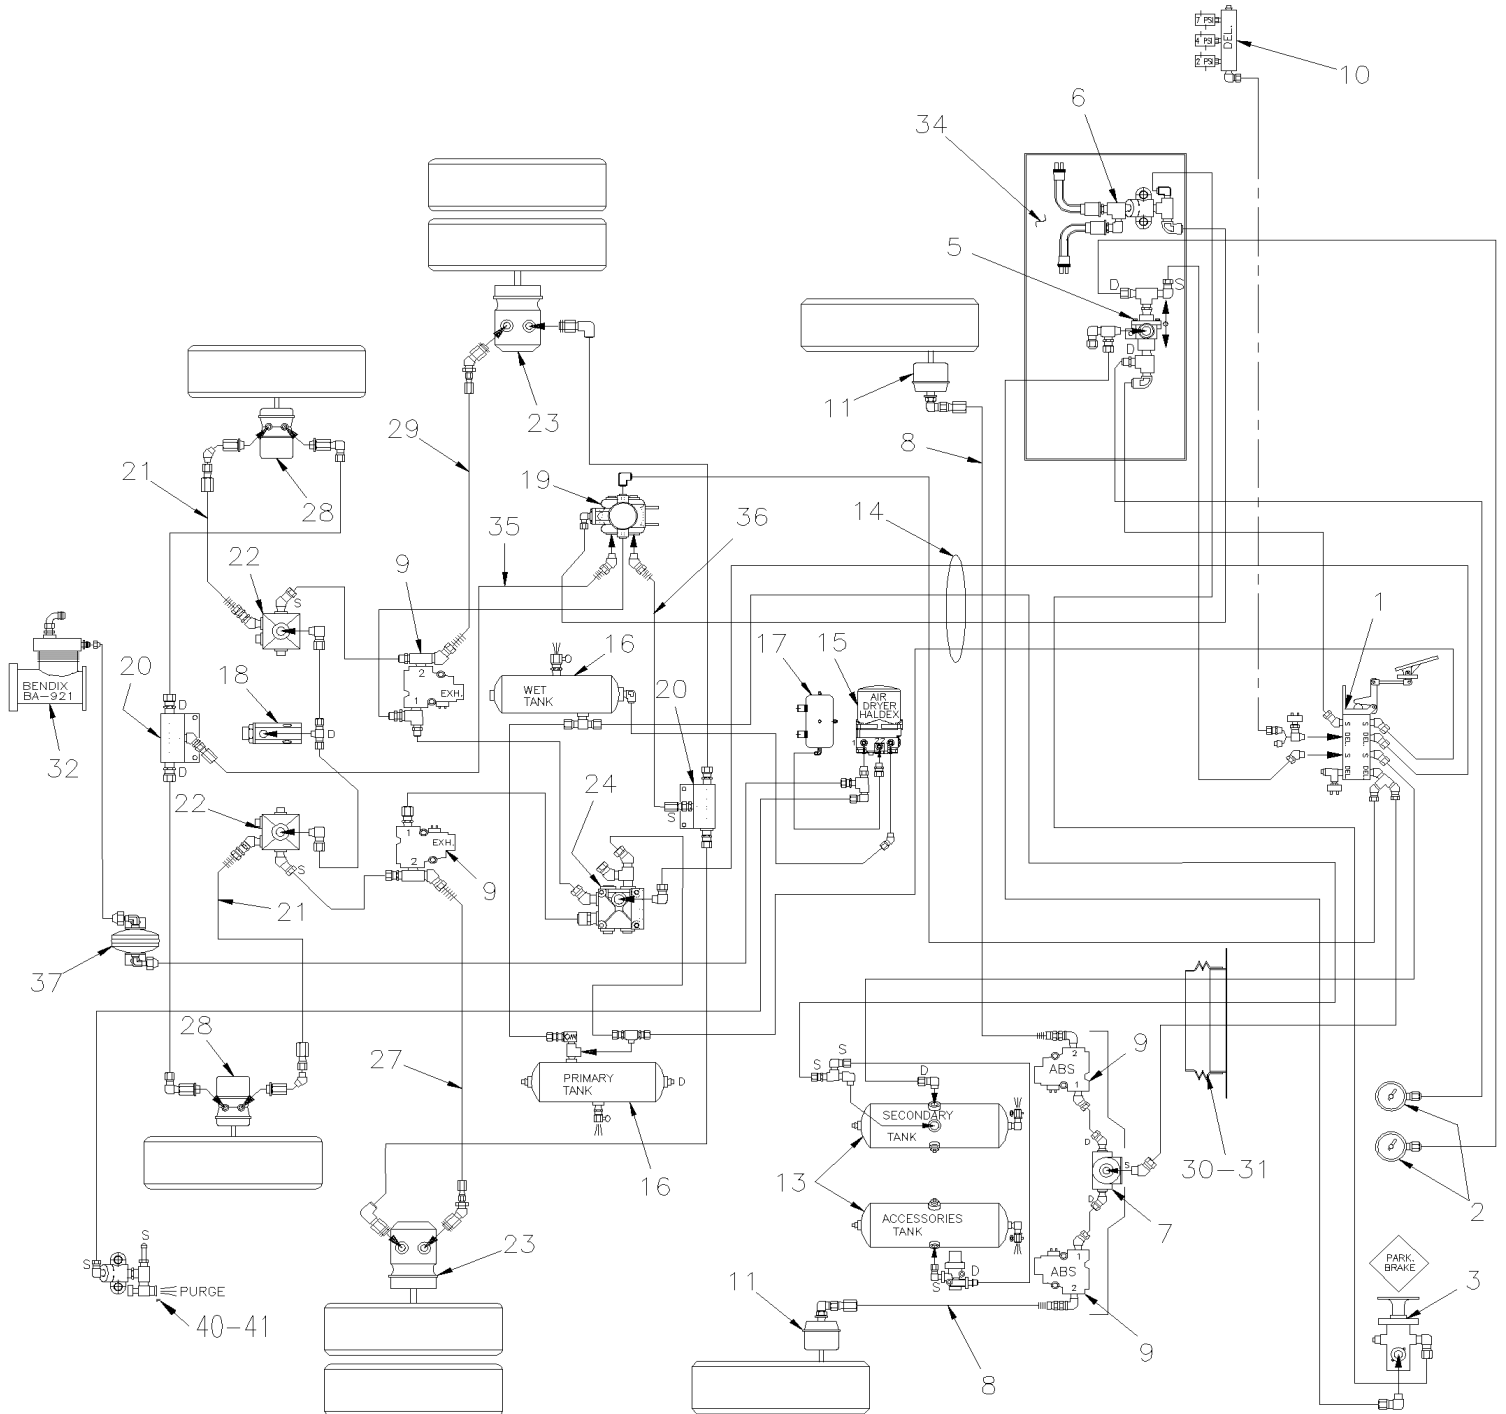 7 PSI
4 PSI
2 PSI
DEL.
10
6
34
5
D
S
D
11
23
29
8
21
28
19
35
36
14
22
9
S
16
17
15
1
2
1
EXH.
WET
TANK
AIR
DRYER
HALDEX
BENDIX
BA-921
20
18
D
D
D
32
20
S
S
DEL.
S
DEL.
S
DEL.
S
DEL.
22
24
1
2
EXH.
S
9
21
37
28
27
PRIMARY
TANK
D
16
S
S
D
SECONDARY
TANK
13
ACCESSORIES
TANK
S
D
2
ABS
1
9
D
S
D
7
30-31
2
1
ABS
2
9
S
S
PURGE
40-41
23
11
8
PARK.
BRAKE
3